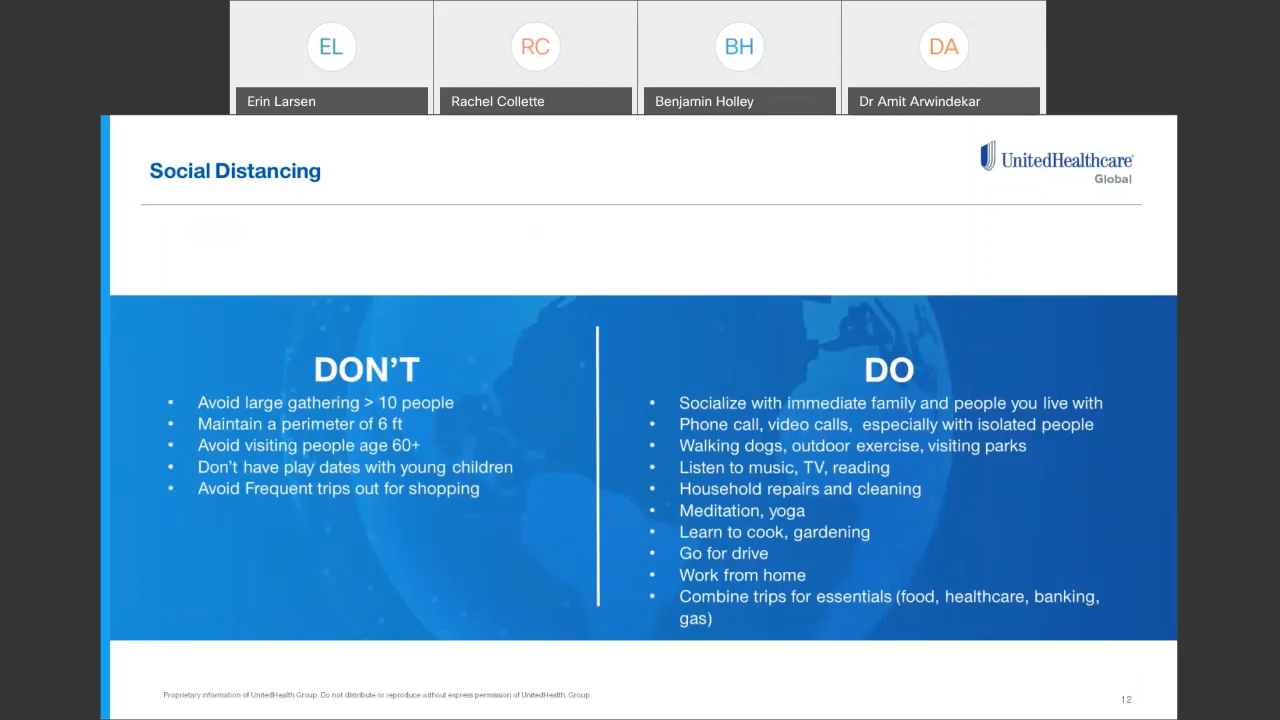 EL
RC
BH
DA
Erin Larsen
Rachel Collette
Benjamin Holley
Dr Amit Arwindekar
Social Distancing
UnitedHealthcare
Global
DON'T
• Avoid large gathering > 10 people
• Maintain a perimeter of 6 ft
• Avoid visiting people age 60+
• Don't have play dates with young children
• Avoid Frequent trips out for shopping
DO
• Socialize with immediate family and people you live with
• Phone call, video calls, especially with isolated people
• Walking dogs, outdoor exercise, visiting parks
• Listen to music, TV, reading
• Household repairs and cleaning
• Meditation, yoga
• Learn to cook, gardening
• Go for drive
• Work from home
• Combine trips for essentials (food, healthcare, banking,
gas)
Proprietary information of UnitedHealth Group. Do not distribute or reproduce without express permission of UnitedHealth Group.
12